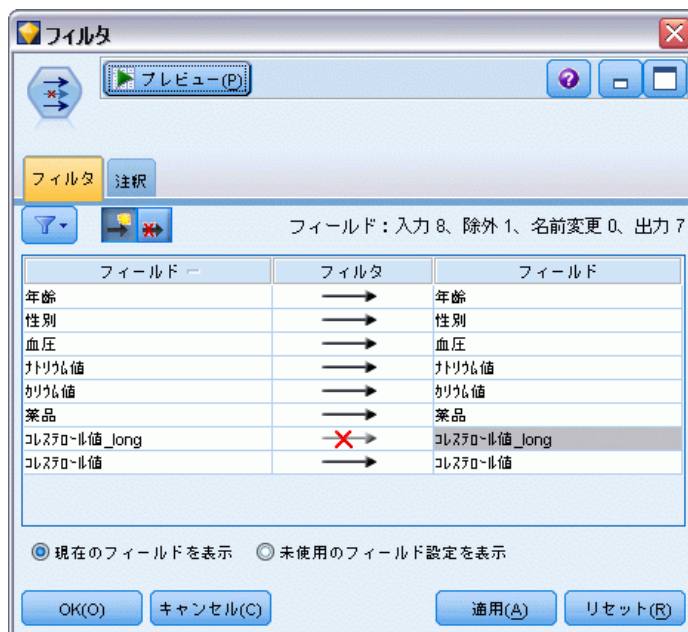 フィルタ
プレビュー(P)
フィルタ 注釈
フィールド：入力 8、除外 1、名前変更 0、出力 7
フィールド フィルタ フィールド
年齢 年齢
性別 性別
血圧 血圧
ﾅﾄﾘｳﾑ値 ﾅﾄﾘｳﾑ値
ｶﾘｳﾑ値 ｶﾘｳﾑ値
薬品 薬品
ｺﾚｽﾃﾛｰﾙ値_long ｺﾚｽﾃﾛｰﾙ値_long
ｺﾚｽﾃﾛｰﾙ値 ｺﾚｽﾃﾛｰﾙ値
現在のフィールドを表示 未使用のフィールド設定を表示
OK(O) キャンセル(C) 適用(A) リセット(R)